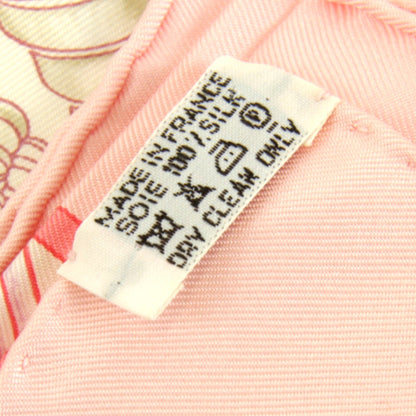 MADE IN FRANCE
SOIE 100 / SILK
DRY CLEAN ONLY